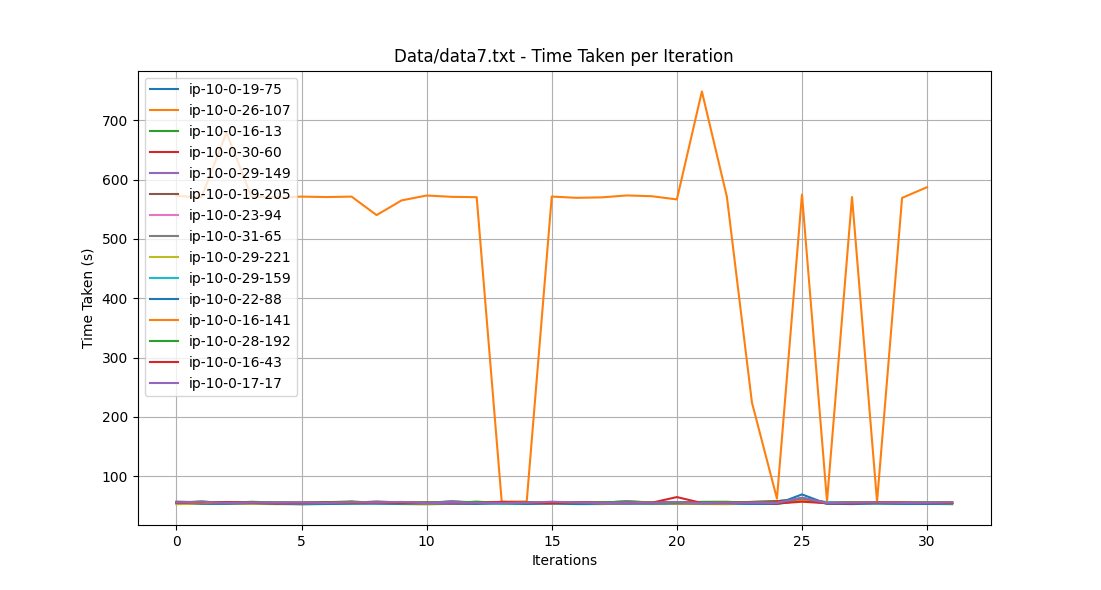 Data/data7.txt - Time Taken per Iteration
ip-10-0-19-75
ip-10-0-26-107
ip-10-0-16-13
ip-10-0-30-60
ip-10-0-29-149
ip-10-0-19-205
ip-10-0-23-94
ip-10-0-31-65
ip-10-0-29-221
ip-10-0-29-159
ip-10-0-22-88
ip-10-0-16-141
ip-10-0-28-192
ip-10-0-16-43
ip-10-0-17-17
Time Taken (s)
700
600
500
400
300
200
100
0 5 10 15 20 25 30
Iterations